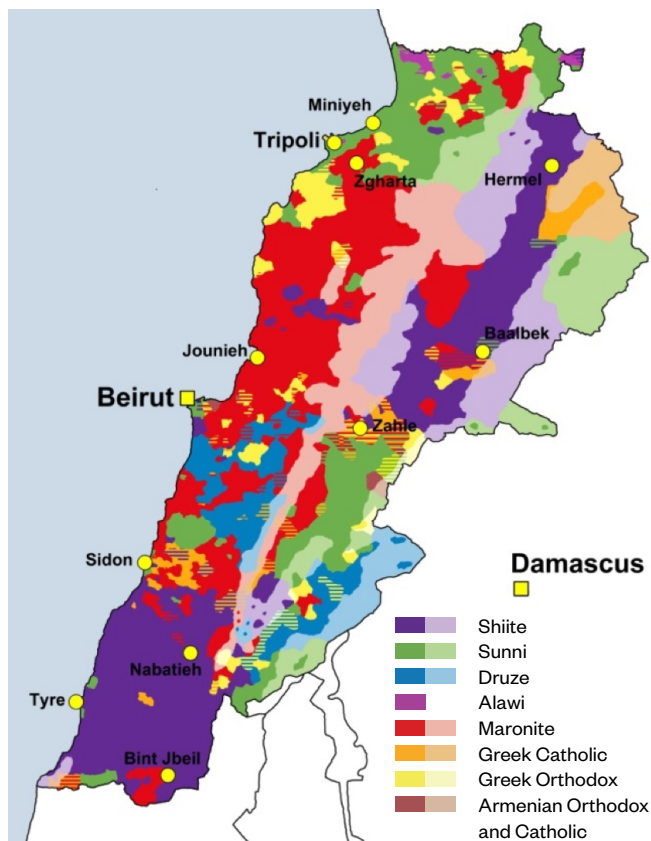 Miniyeh
Tripoli
Zgharta
Hermel
Baalbek
Jounieh
Beirut
Zahle
Sidon
Damascus
Nabatieh
Tyre
Bint Jbeil
Shiite
Sunni
Druze
Alawi
Maronite
Greek Catholic
Greek Orthodox
Armenian Orthodox
and Catholic